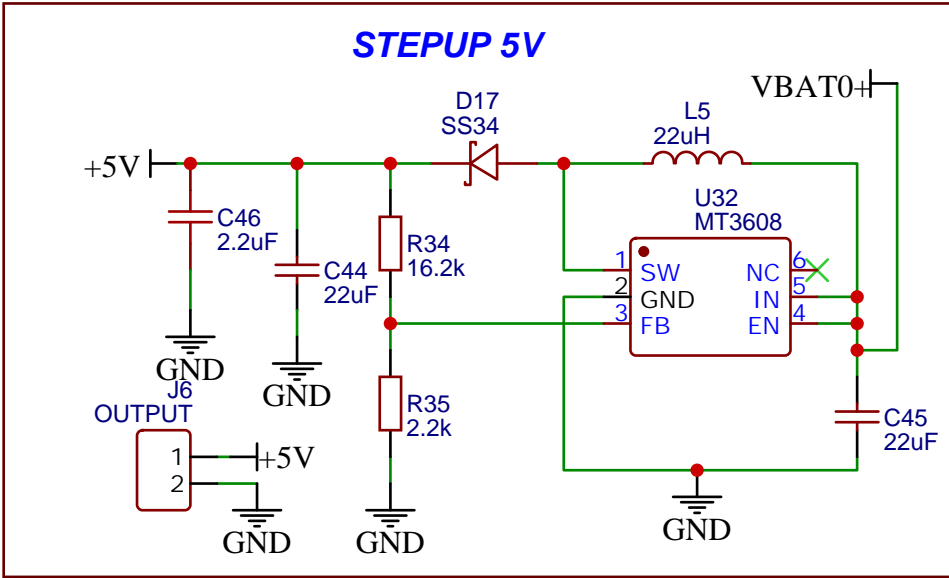 STEPUP 5V
VBAT0+
D17
SS34
L5
22uH
+5V
U32
MT3608
C46
2.2uF
R34
16.2k
C44
22uF
1
SW
NC
6
2
GND
IN
5
3
FB
EN
4
GND
GND
J6
OUTPUT
R35
2.2k
C45
22uF
1
+5V
2
GND
GND
GND